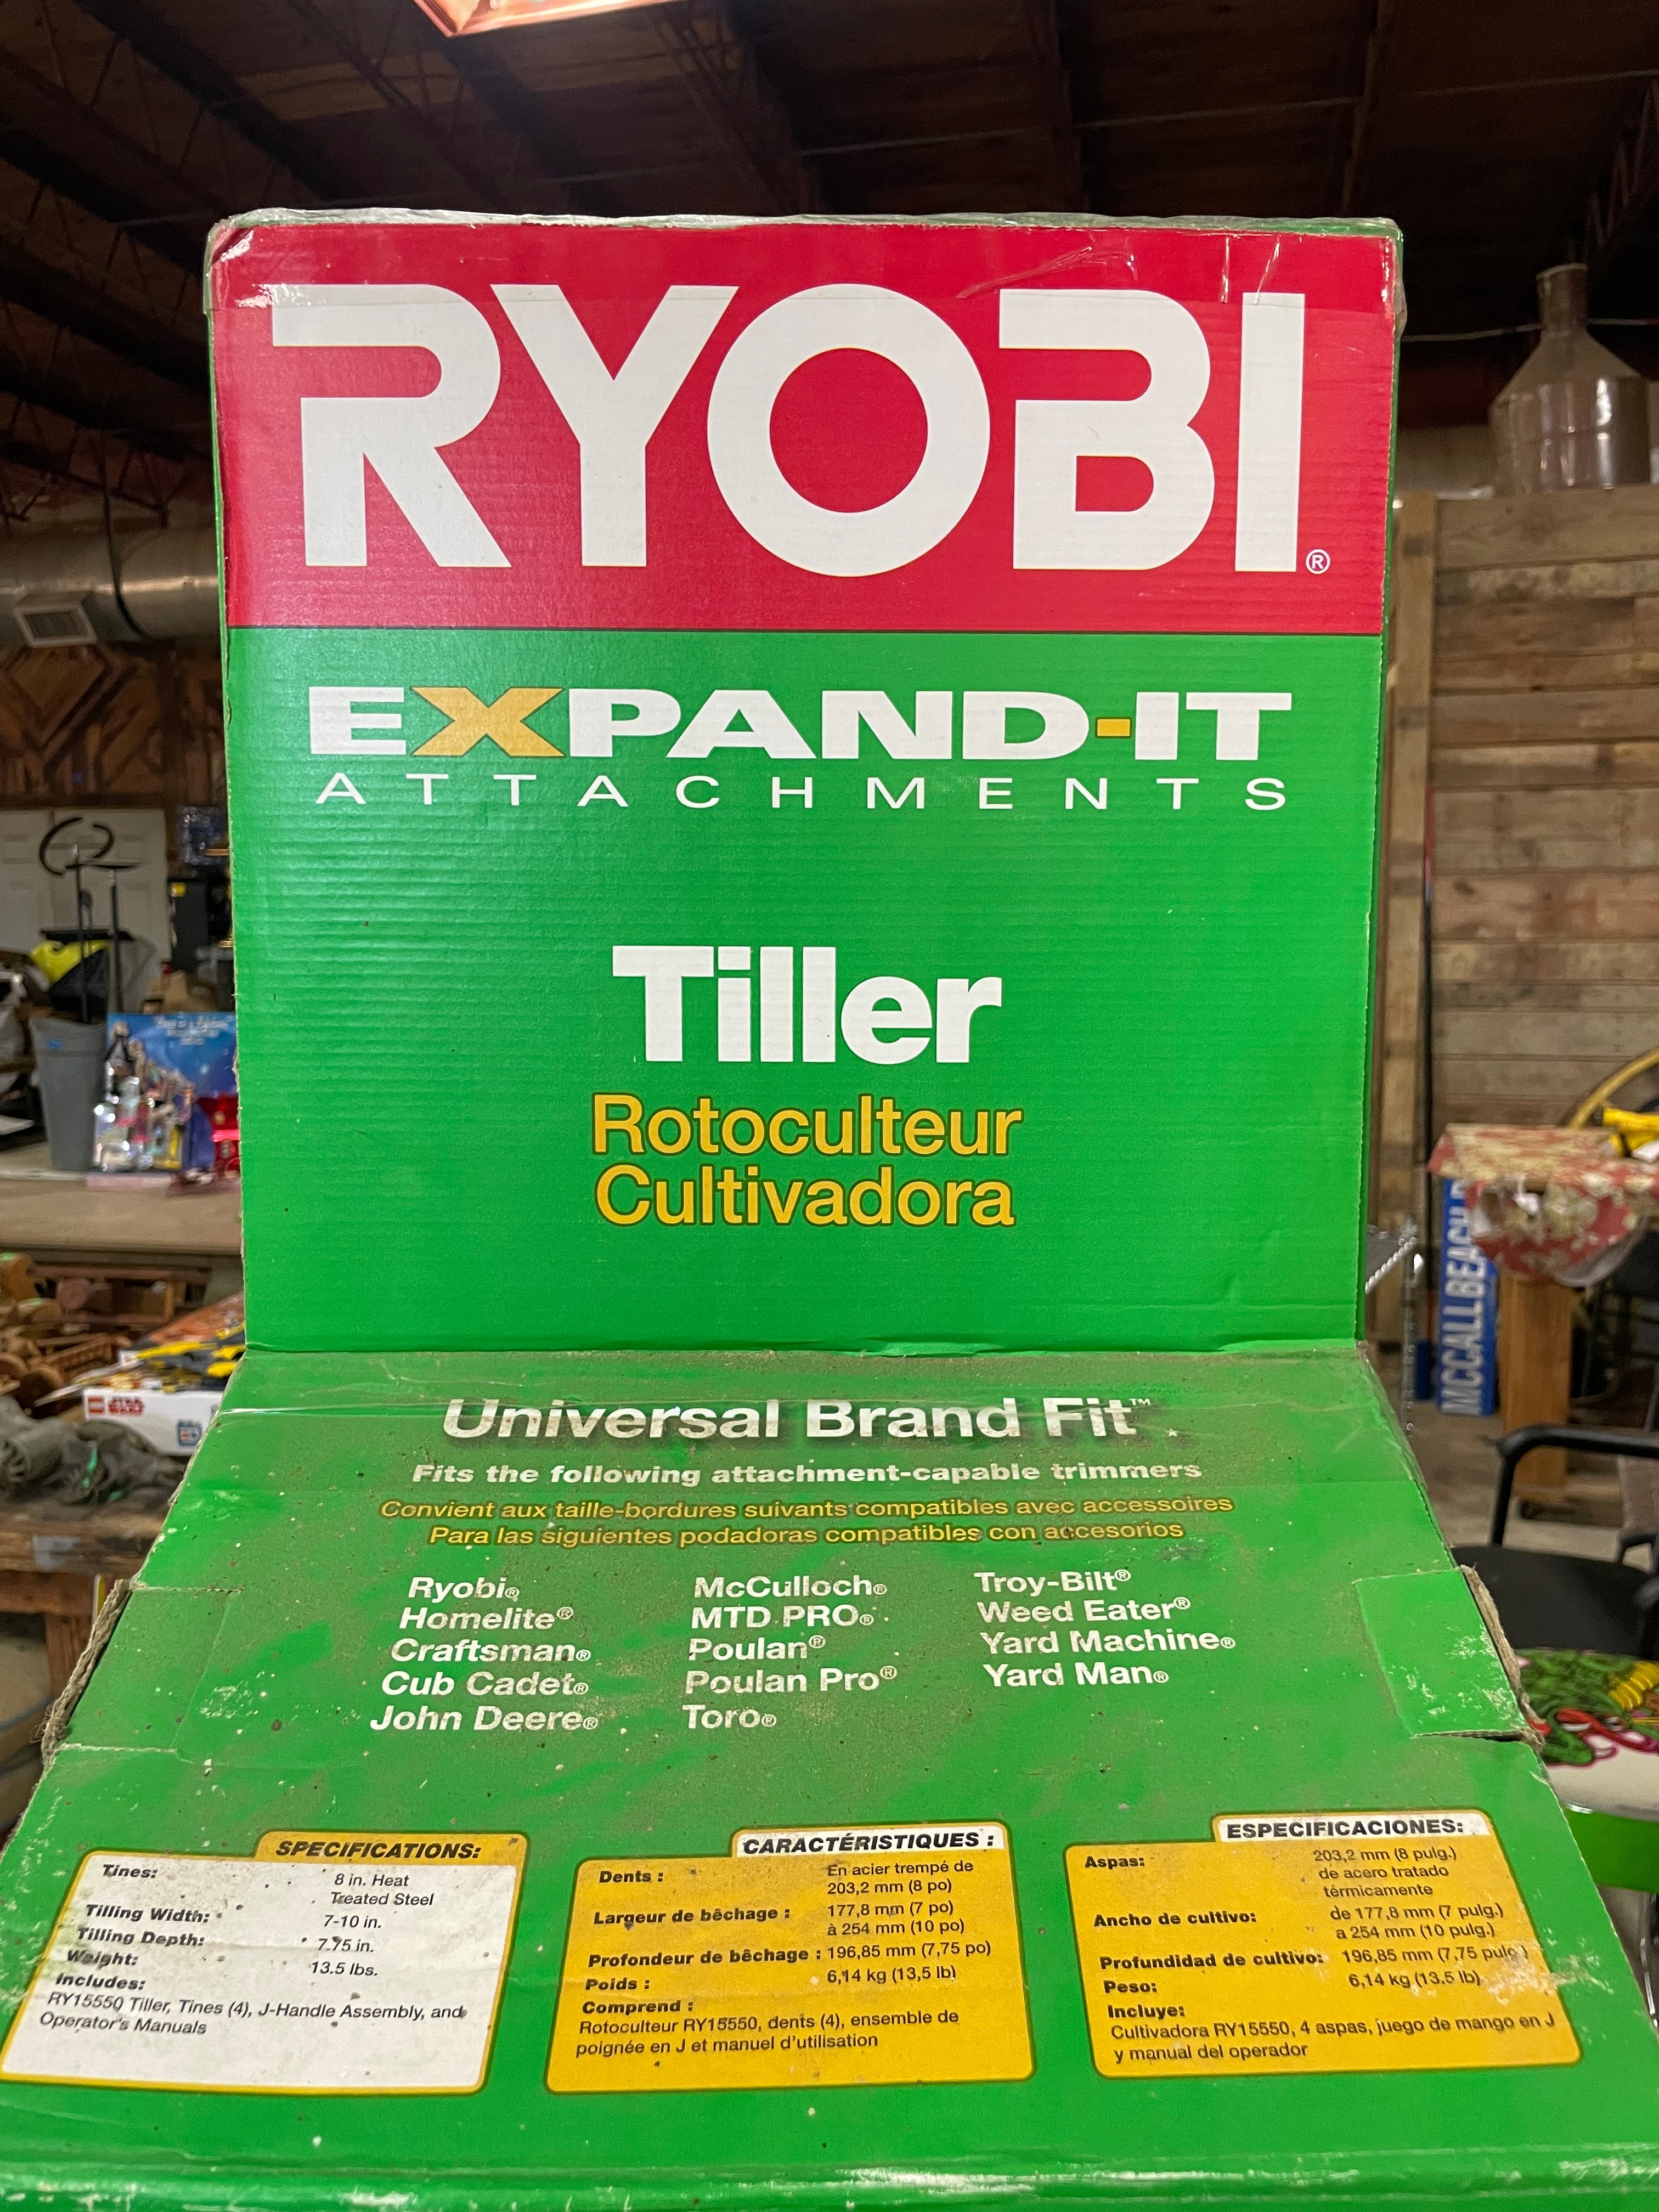 RYOBI®
EXPAND-IT
ATTACHMENTS
Tiller
Rotoculteur
Cultivadora
Universal Brand Fit™*
Fits the following attachment-capable trimmers
Convient aux taille-bordures suivants compatibles avec accessoires
Para las siguientes podadoras compatibles con accesorios
Ryobi®
Homelite®
Craftsman®
Cub Cadet®
John Deere®
McCulloch®
MTD PRO®
Poulan®
Poulan Pro®
Toro®
Troy-Bilt®
Weed Eater®
Yard Machine®
Yard Man®
SPECIFICATIONS:
Tines: 8 in. Heat
Treated Steel
Tilling Width: 7-10 in.
Tilling Depth: 7.75 in.
Weight: 13.5 lbs.
Includes:
RY15550 Tiller, Tines (4), J-Handle Assembly, and
Operator's Manuals
CARACTÉRISTIQUES :
Dents : En acier trempé de
203,2 mm (8 po)
Largeur de bêchage : 177,8 mm (7 po)
à 254 mm (10 po)
Profondeur de bêchage : 196,85 mm (7,75 po)
Poids : 6,14 kg (13,5 lb)
Comprend :
Rotoculteur RY15550, dents (4), ensemble de
poignée en J et manuel d'utilisation
ESPECIFICACIONES:
Aspas: 203,2 mm (8 pulg.)
de acero tratado
térmicamente
Ancho de cultivo: de 177,8 mm (7 pulg.)
a 254 mm (10 pulg.)
Profundidad de cultivo: 196,85 mm (7,75 pulg.)
Peso: 6,14 kg (13.5 lb)
Incluye:
Cultivadora RY15550, 4 aspas, juego de mango en J
y manual del operador
MCCALL BEACH
LEGO STAR WARS